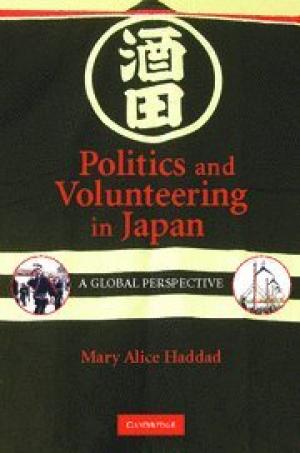 酒
田
Politics and
Volunteering
in Japan
A GLOBAL PERSPECTIVE
Mary Alice Haddad
CAMBRIDGE